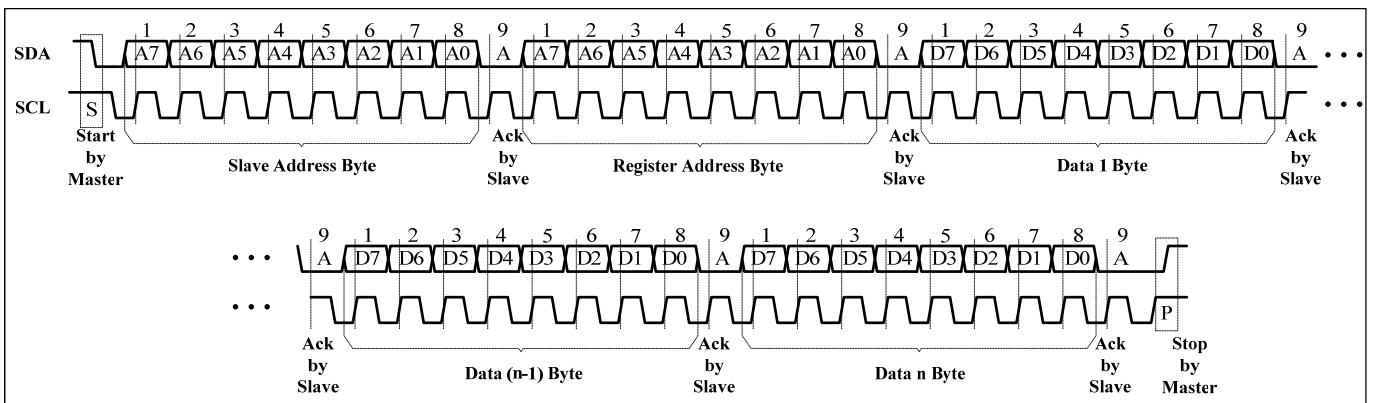 1 2 3 4 5 6 7 8 9 1 2 3 4 5 6 7 8 9 1 2 3 4 5 6 7 8 9
SDA A7 A6 A5 A4 A3 A2 A1 A0 A A7 A6 A5 A4 A3 A2 A1 A0 A D7 D6 D5 D4 D3 D2 D1 D0 A • • •
SCL S • • •
Start by Master
Slave Address Byte
Ack by Slave
Register Address Byte
Ack by Slave
Data 1 Byte
Ack by Slave
9 1 2 3 4 5 6 7 8 9 1 2 3 4 5 6 7 8 9
• • • A D7 D6 D5 D4 D3 D2 D1 D0 A D7 D6 D5 D4 D3 D2 D1 D0 A
• • • P
Ack by Slave
Data (n-1) Byte
Ack by Slave
Data n Byte
Ack by Slave
Stop by Master